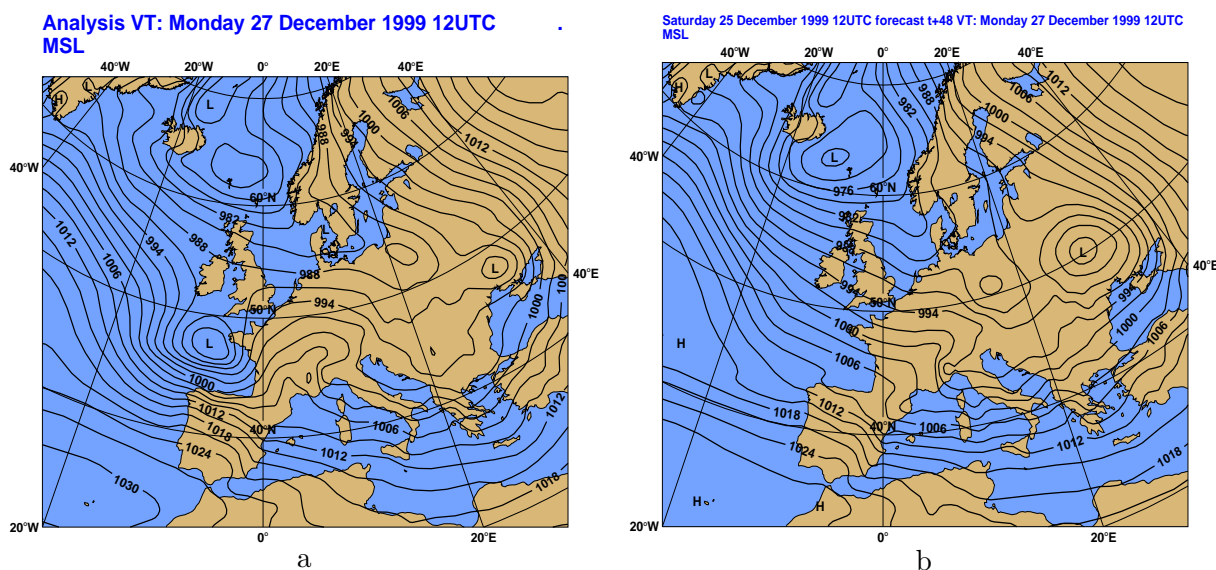 Analysis VT: Monday 27 December 1999 12UTC .
MSL
40°W 20°W 0° 20°E 40°E
H L L
1006
1000
1012
988
994
40°W
60°N
982
L
1012
994
988
1006
988
L
40°E
100
1000
50°N
994
L
1000
1012
1012
1018
40°N
1006
1024
1012
1018
1030
20°W
0° 20°E
a
Saturday 25 December 1999 12UTC forecast t+48 VT: Monday 27 December 1999 12UTC
MSL
40°W 20°W 0° 20°E 40°E
L
H
1012
988
1006
982
1000
994
40°W
L
976
60°N
982
988
H
L
40°E
994
994
50°N
994
1000
1000
1006
H
1006
1018
1012
40°N
1006
1012
1024
1018
H
H
20°W
0° 20°E
b